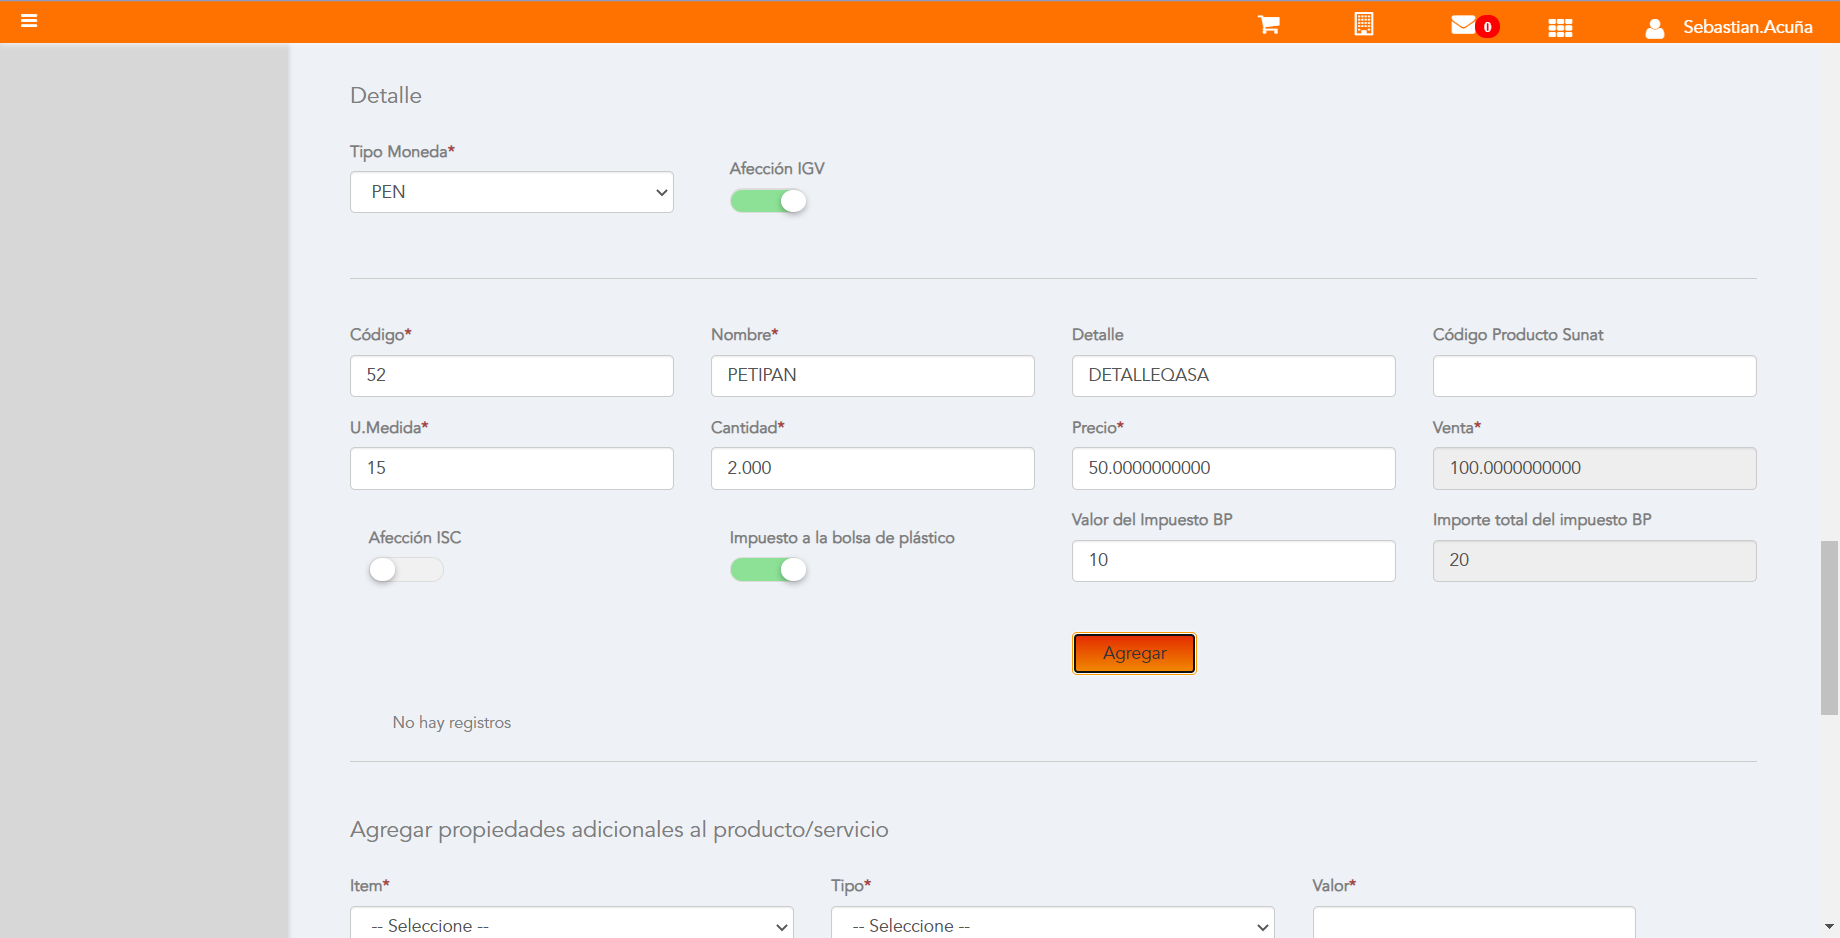 0
Sebastian.Acuña
Detalle
Tipo Moneda*
Afección IGV
PEN
Código*
Nombre*
Detalle
Código Producto Sunat
52
PETIPAN
DETALLEQASA
U.Medida*
Cantidad*
Precio*
Venta*
15
2.000
50.0000000000
100.0000000000
Afección ISC
Impuesto a la bolsa de plástico
Valor del Impuesto BP
Importe total del impuesto BP
10
20
Agregar
No hay registros
Agregar propiedades adicionales al producto/servicio
Item*
Tipo*
Valor*
-- Seleccione --
-- Seleccione --